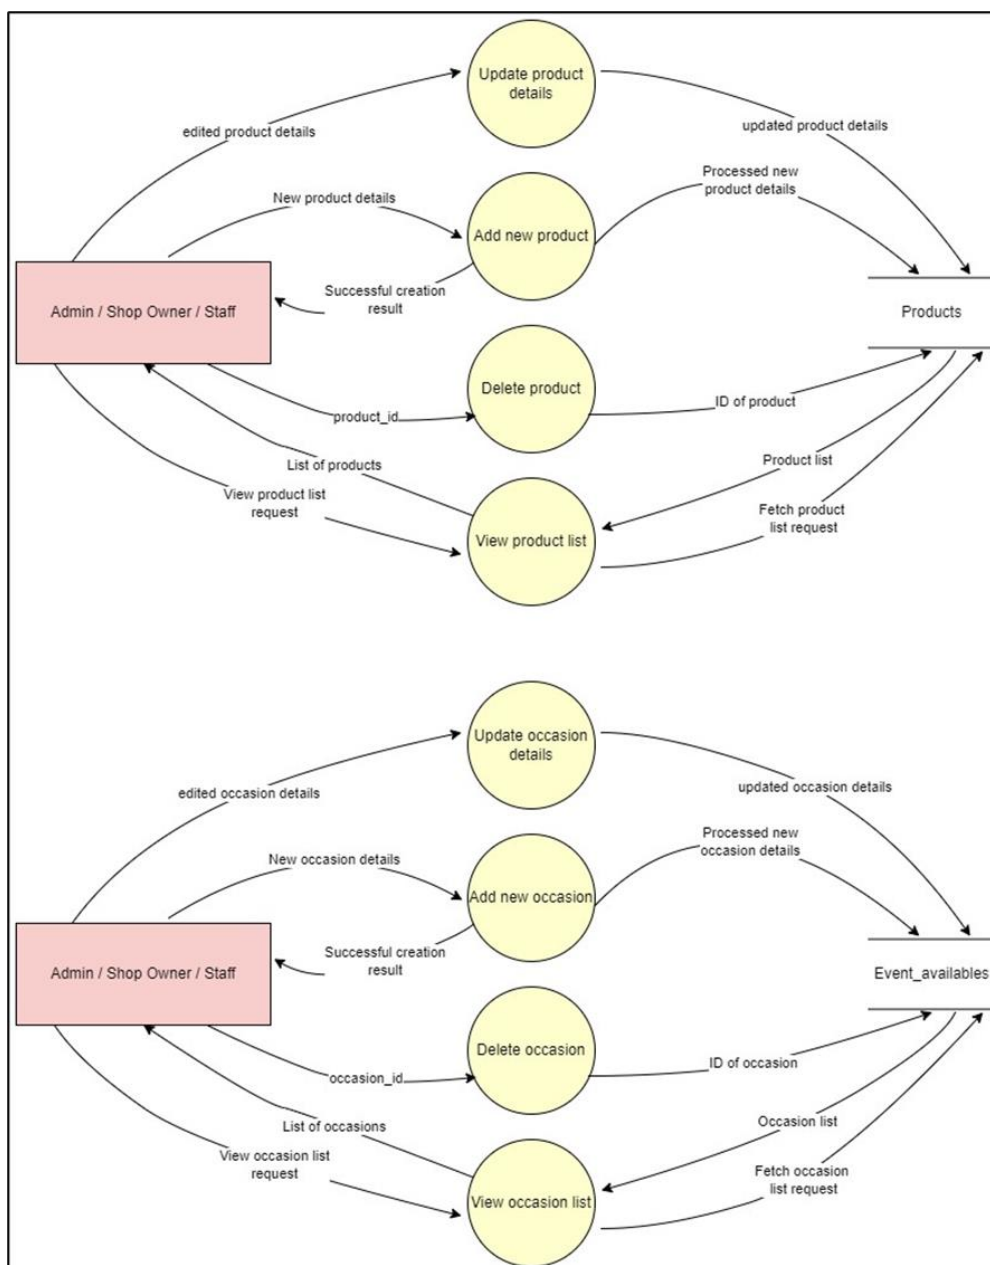 Update product
details
edited product details
updated product details
Processed new
product details
New product details
Add new product
Successful creation
result
Admin / Shop Owner / Staff
Products
Delete product
product_id
ID of product
List of products
Product list
View product list
request
Fetch product
list request
View product list
Update occasion
details
edited occasion details
updated occasion details
Processed new
occasion details
New occasion details
Add new occasion
Successful creation
result
Admin / Shop Owner / Staff
Event_availables
Delete occasion
occasion_id
ID of occasion
List of occasions
Occasion list
View occasion list
request
Fetch occasion
list request
View occasion list